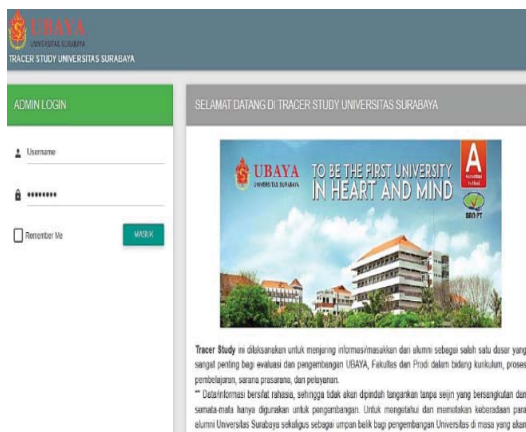 UBAYA
UNIVERSITAS SURABAYA
TRACER STUDY UNIVERSITAS SURABAYA
ADMIN LOGIN
Username
Remember Me
MASUK
SELAMAT DATANG DI TRACER STUDY UNIVERSITAS SURABAYA
UBAYA
UNIVERSITAS SURABAYA
TO BE THE FIRST UNIVERSITY
IN HEART AND MIND
A
BAN-PT
Tracer Study ini dilaksanakan untuk menjaring informasi/masukkan dari alumni sebagai salah satu dasar yang
sangat penting bagi evaluasi dan pengembangan UBAYA, Fakultas dan Prodi dalam bidang kurikulum, proses
pembelajaran, sarana prasarana, dan pelayanan.
** Data/informasi bersifat rahasia, sehingga tidak akan dipindah tangankan tanpa seijin yang bersangkutan dan
semata-mata hanya digunakan untuk pengembangan. Untuk mengetahui dan memetakan keberadaan para
alumni Universitas Surabaya sekaligus sebagai umpan balik bagi pengembangan Universitas di masa yang akan